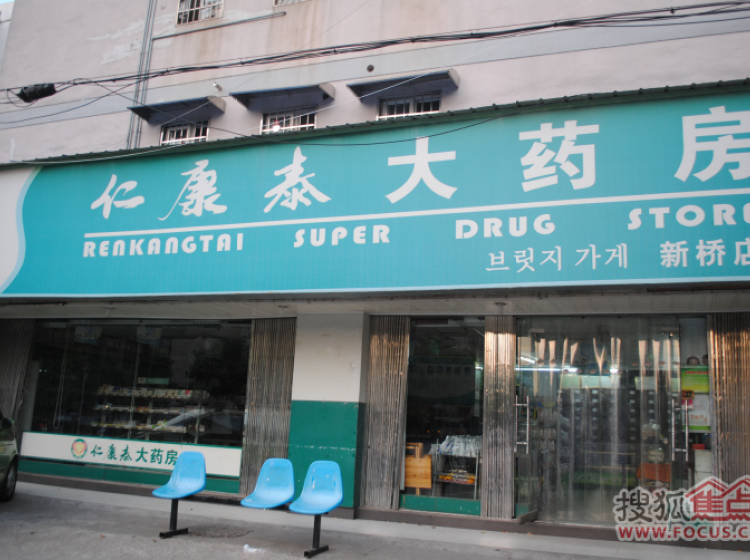 仁康泰大药房
RENKANGTAI SUPER DRUG STORE
브릿지 가게 新桥店
仁康泰大药房
搜狐焦点
WWW.FOCUS.C